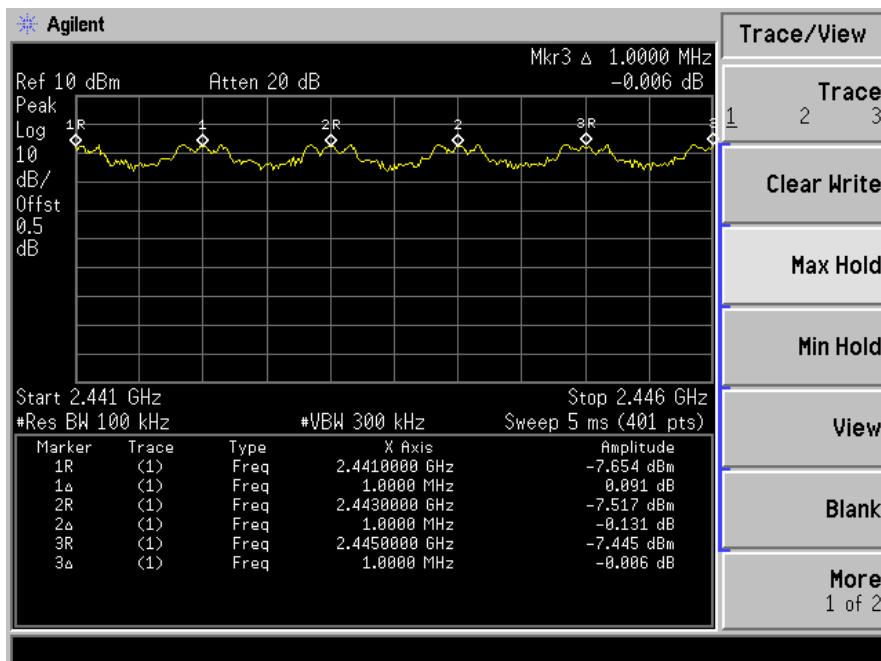 Agilent
Trace/View
Mkr3 Δ 1.0000 MHz
Ref 10 dBm Atten 20 dB -0.006 dB
Peak
Log
10
dB/
Offst
0.5
dB
1R 1 2R 2 3R 3
Start 2.441 GHz Stop 2.446 GHz
#Res BW 100 kHz #VBW 300 kHz Sweep 5 ms (401 pts)
Marker Trace Type X Axis Amplitude
1R (1) Freq 2.4410000 GHz -7.654 dBm
1Δ (1) Freq 1.0000 MHz 0.091 dB
2R (1) Freq 2.4430000 GHz -7.517 dBm
2Δ (1) Freq 1.0000 MHz -0.131 dB
3R (1) Freq 2.4450000 GHz -7.445 dBm
3Δ (1) Freq 1.0000 MHz -0.006 dB
Trace
1 2 3
Clear Write
Max Hold
Min Hold
View
Blank
More
1 of 2